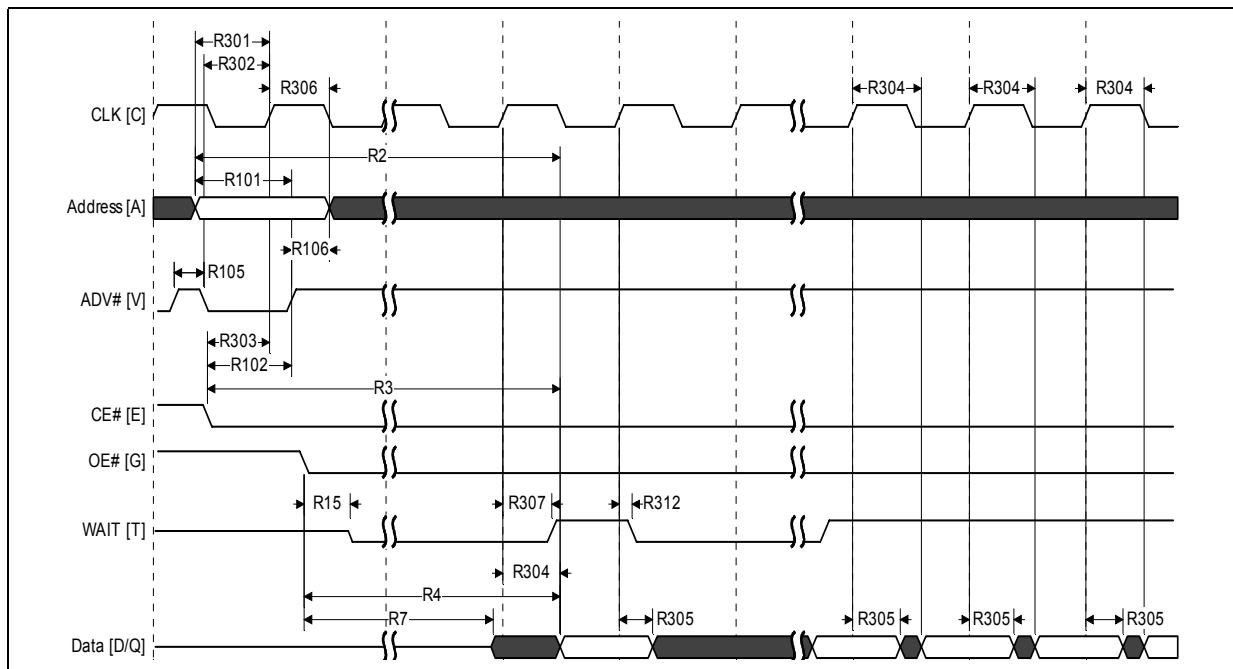 R301
R302
R306
R304 R304 R304
CLK [C]
R2
R101
Address [A]
R106
R105
ADV# [V]
R303
R102
R3
CE# [E]
OE# [G]
R15 R307 R312
WAIT [T]
R304
R4
R7 R305 R305 R305 R305
Data [D/Q]